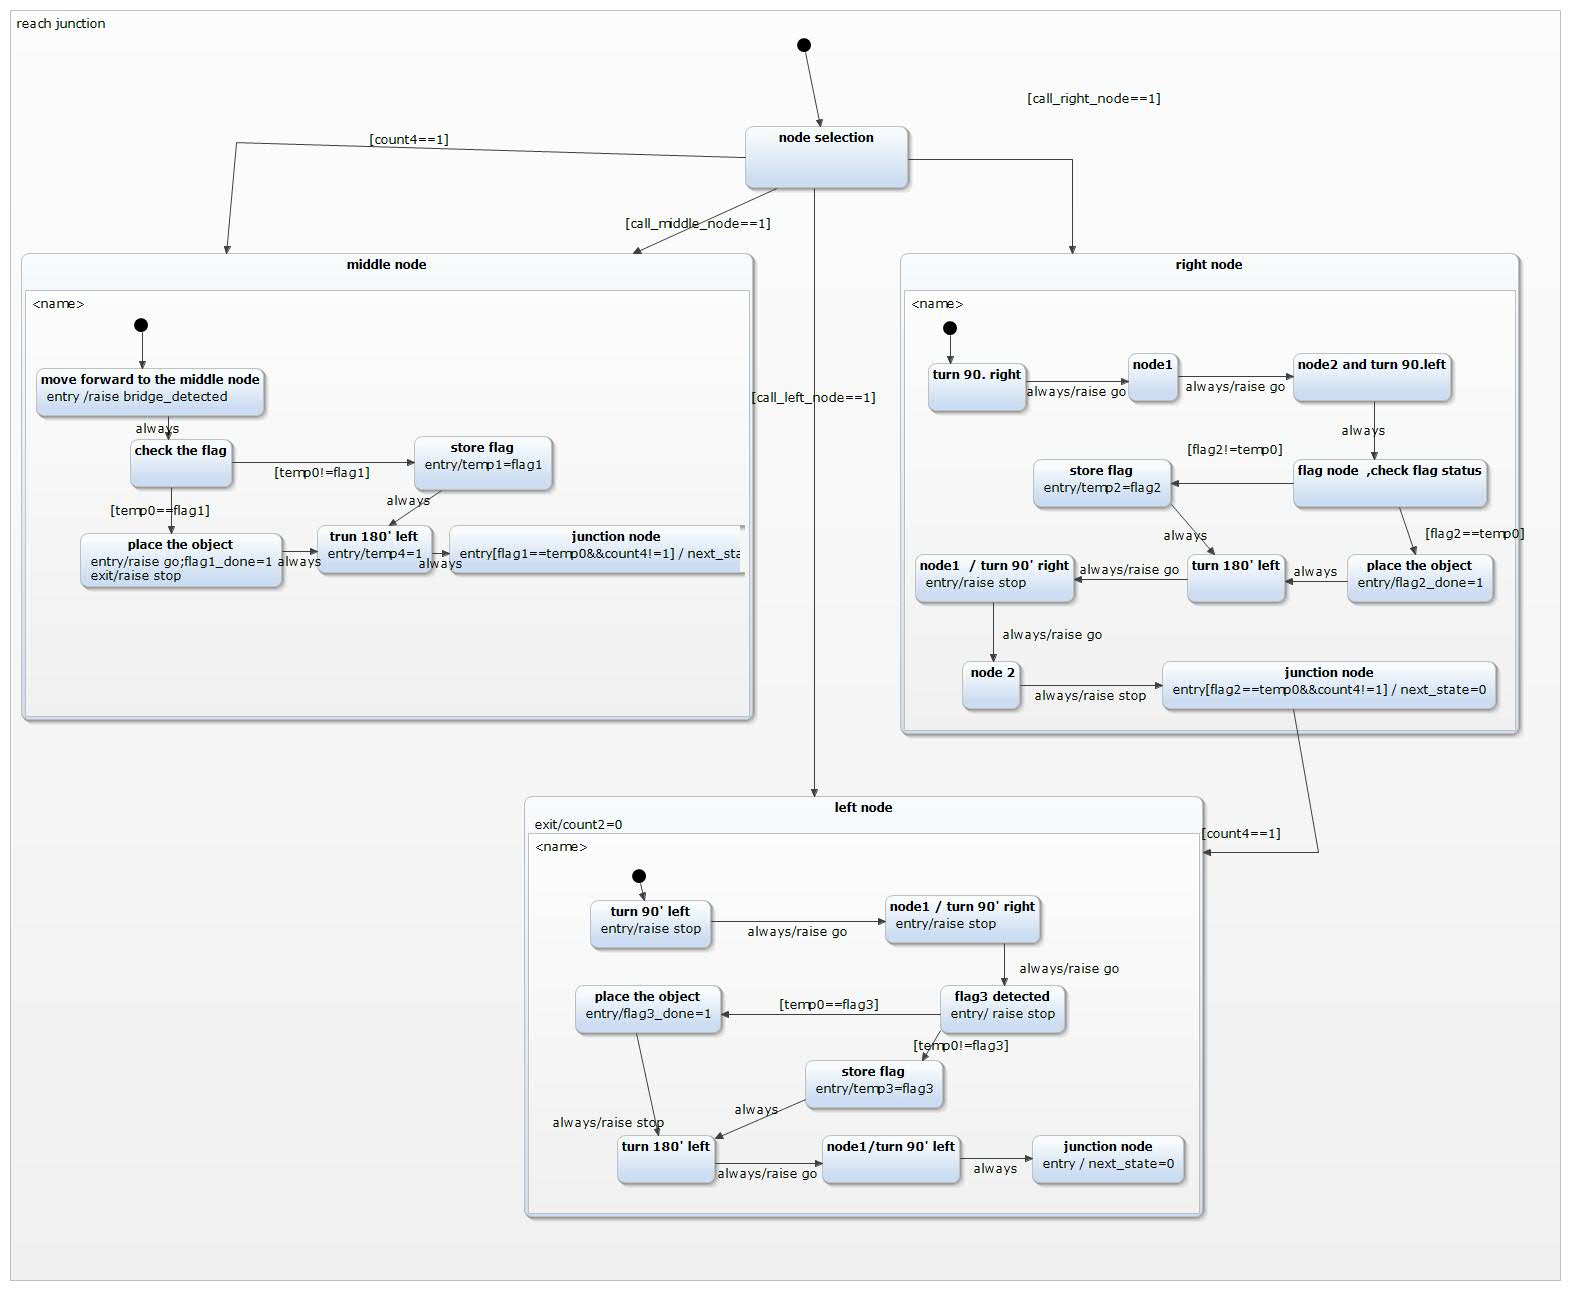 reach junction
[call_right_node==1]
node selection
[count4==1]
[call_middle_node==1]
[call_left_node==1]
middle node
<name>
move forward to the middle node
entry /raise bridge_detected
always
check the flag
[temp0!=flag1]
store flag
entry/temp1=flag1
always
[temp0==flag1]
place the object
entry/raise go;flag1_done=1
exit/raise stop
always
trun 180' left
entry/temp4=1
always
junction node
entry[flag1==temp0&&count4!=1] / next_sta
right node
<name>
turn 90. right
always/raise go
node1
always/raise go
node2 and turn 90.left
always
[flag2!=temp0]
store flag
entry/temp2=flag2
flag node  ,check flag status
always
[flag2==temp0]
node1  / turn 90' right
entry/raise stop
always/raise go
turn 180' left
always
place the object
entry/flag2_done=1
always/raise go
node 2
always/raise stop
junction node
entry[flag2==temp0&&count4!=1] / next_state=0
[count4==1]
left node
exit/count2=0
<name>
turn 90' left
entry/raise stop
always/raise go
node1 / turn 90' right
entry/raise stop
always/raise go
place the object
entry/flag3_done=1
[temp0==flag3]
flag3 detected
entry/ raise stop
[temp0!=flag3]
store flag
entry/temp3=flag3
always
always/raise stop
turn 180' left
always/raise go
node1/turn 90' left
always
junction node
entry / next_state=0